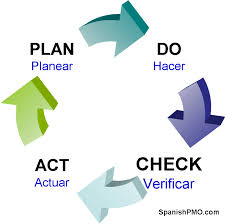 PLAN
Planear
DO
Hacer
ACT
Actuar
CHECK
Verificar
SpanishPMO.com